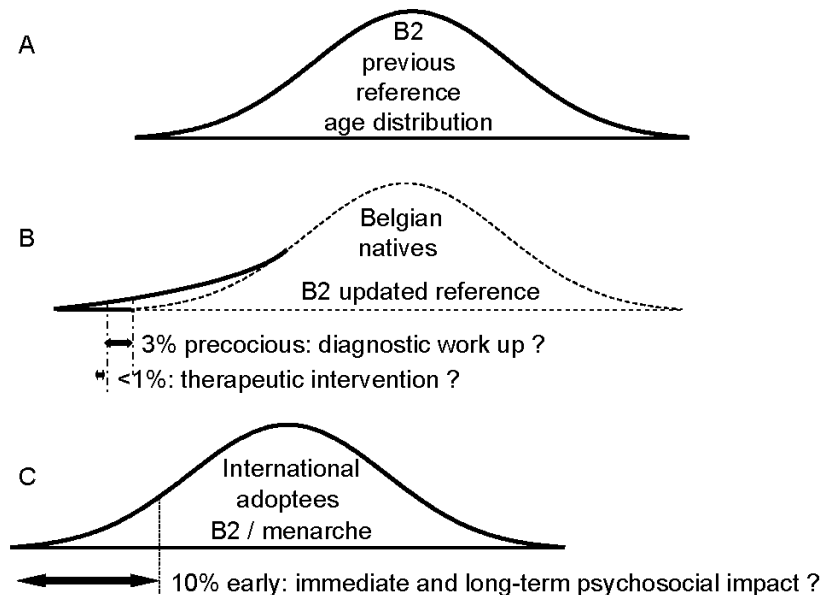 A
B2
previous
reference
age distribution
B
Belgian
natives
B2 updated reference
3% precocious: diagnostic work up ?
<1%: therapeutic intervention ?
C
International
adoptees
B2 / menarche
10% early: immediate and long-term psychosocial impact ?